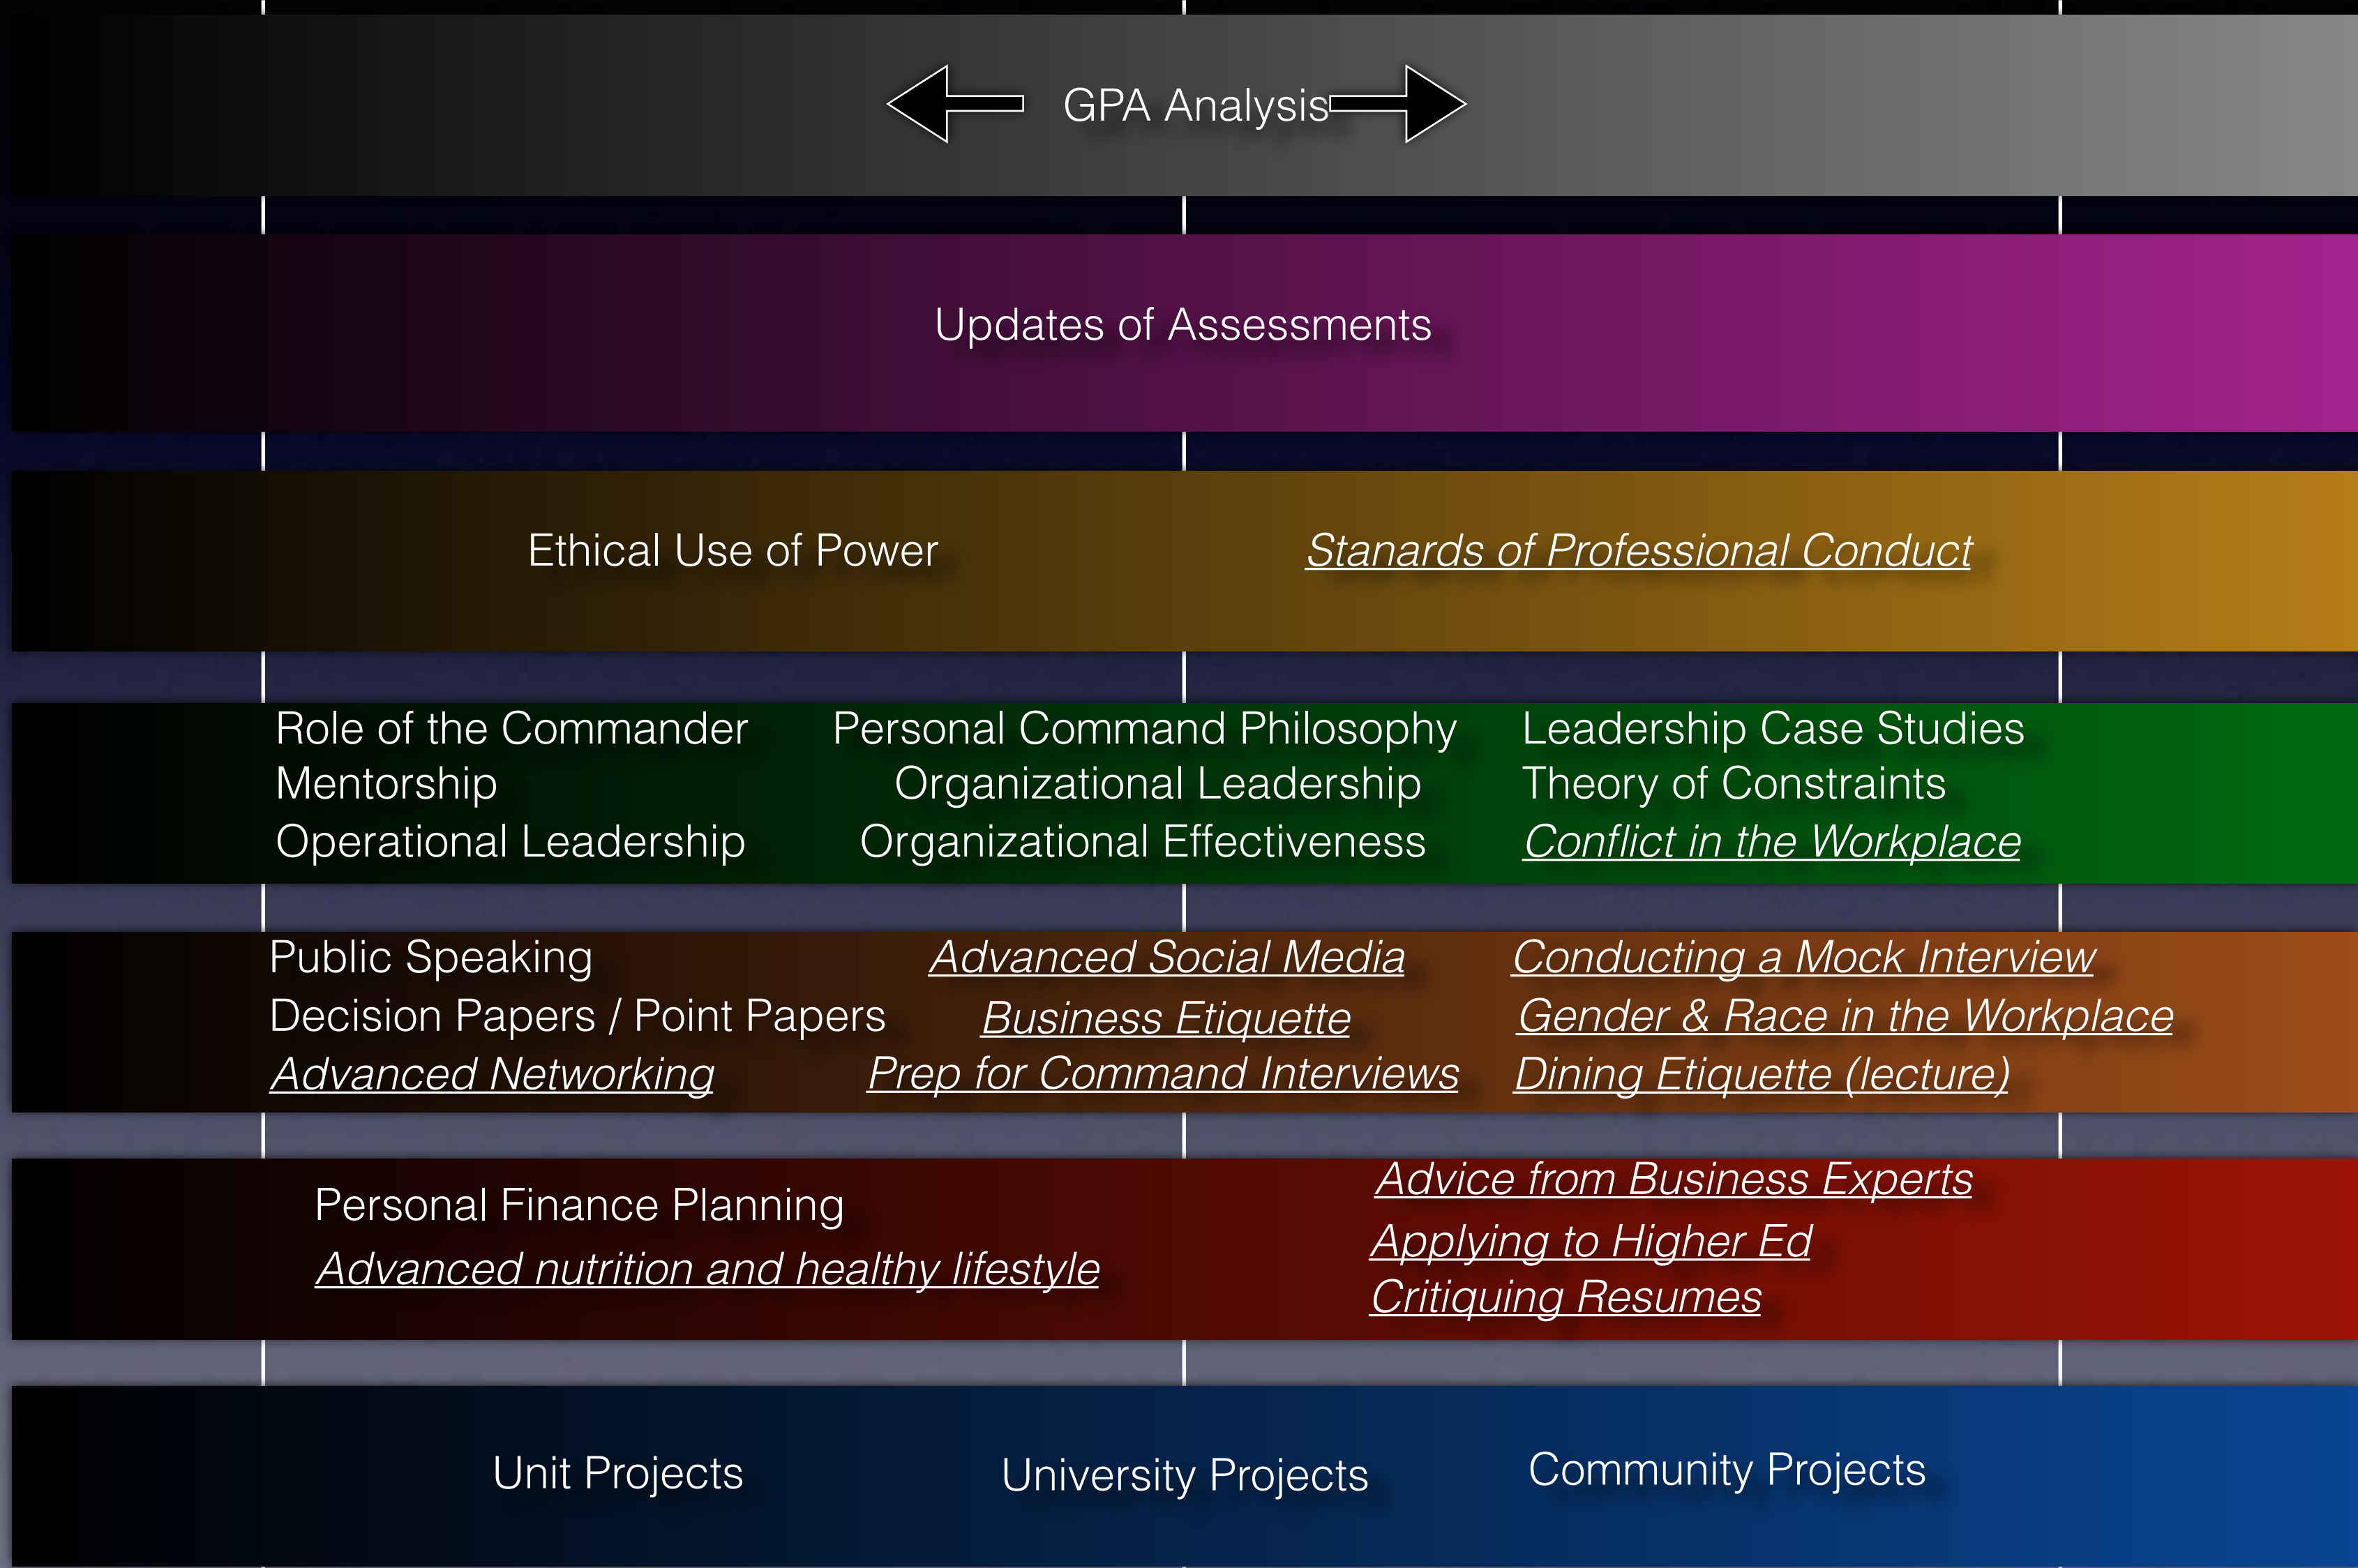 GPA Analysis
Updates of Assessments
Ethical Use of Power
Stanards of Professional Conduct
Role of the Commander
Mentorship
Operational Leadership
Personal Command Philosophy
Organizational Leadership
Organizational Effectiveness
Leadership Case Studies
Theory of Constraints
Conflict in the Workplace
Public Speaking
Decision Papers / Point Papers
Advanced Networking
Advanced Social Media
Business Etiquette
Prep for Command Interviews
Conducting a Mock Interview
Gender & Race in the Workplace
Dining Etiquette (lecture)
Personal Finance Planning
Advanced nutrition and healthy lifestyle
Advice from Business Experts
Applying to Higher Ed
Critiquing Resumes
Unit Projects
University Projects
Community Projects